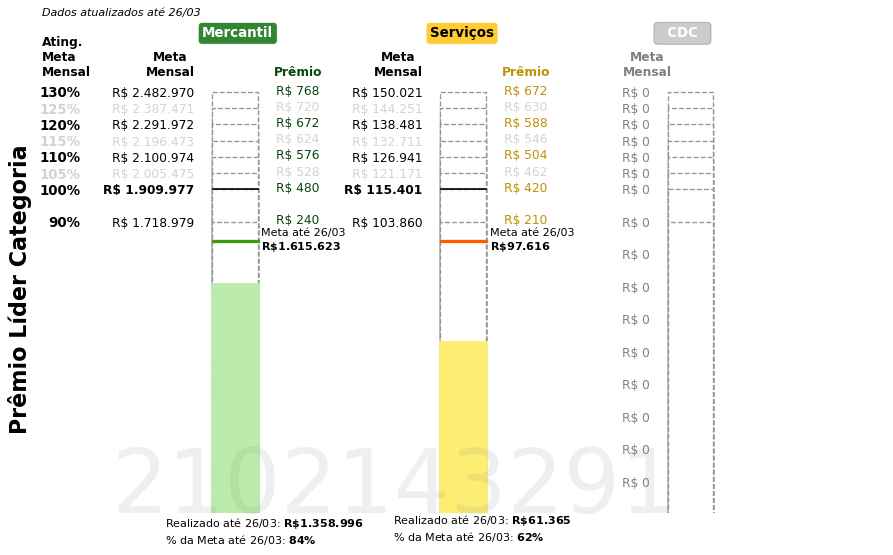 Dados atualizados até 26/03
Mercantil Serviços CDC
Ating. Meta Mensal
Meta Mensal Prêmio Meta Mensal Prêmio Meta Mensal
130% R$ 2.482.970 R$ 768 R$ 150.021 R$ 672 R$ 0
125% R$ 2.387.471 R$ 720 R$ 144.251 R$ 630 R$ 0
120% R$ 2.291.972 R$ 672 R$ 138.481 R$ 588 R$ 0
115% R$ 2.196.473 R$ 624 R$ 132.711 R$ 546 R$ 0
110% R$ 2.100.974 R$ 576 R$ 126.941 R$ 504 R$ 0
105% R$ 2.005.475 R$ 528 R$ 121.171 R$ 462 R$ 0
100% R$ 1.909.977 R$ 480 R$ 115.401 R$ 420 R$ 0
90% R$ 1.718.979 R$ 240 R$ 103.860 R$ 210 R$ 0
Meta até 26/03 Meta até 26/03
R$1.615.623 R$97.616
R$ 0
R$ 0
R$ 0
R$ 0
R$ 0
R$ 0
R$ 0
R$ 0
Prêmio Líder Categoria
2102143291
Realizado até 26/03: R$1.358.996 Realizado até 26/03: R$61.365
% da Meta até 26/03: 84% % da Meta até 26/03: 62%